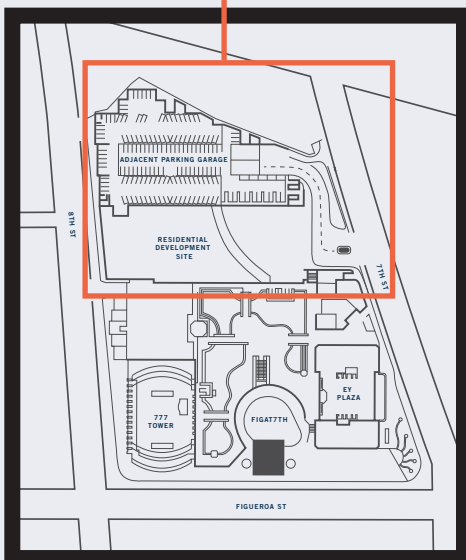 ADJACENT PARKING GARAGE
8TH ST
RESIDENTIAL
DEVELOPMENT
SITE
7TH ST
777
TOWER
FIGAT7TH
EY
PLAZA
FIGUEROA ST